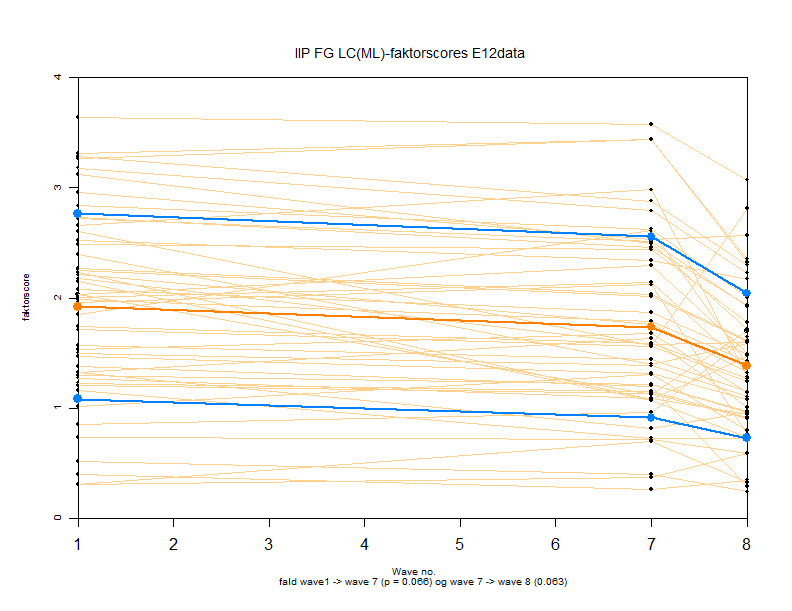 IIP FG LC(ML)-faktorscores E12data
4
3
2
1
0
faktorscore
1 2 3 4 5 6 7 8
Wave no.
fald wave1 -> wave 7 (p = 0.066) og wave 7 -> wave 8 (0.063)